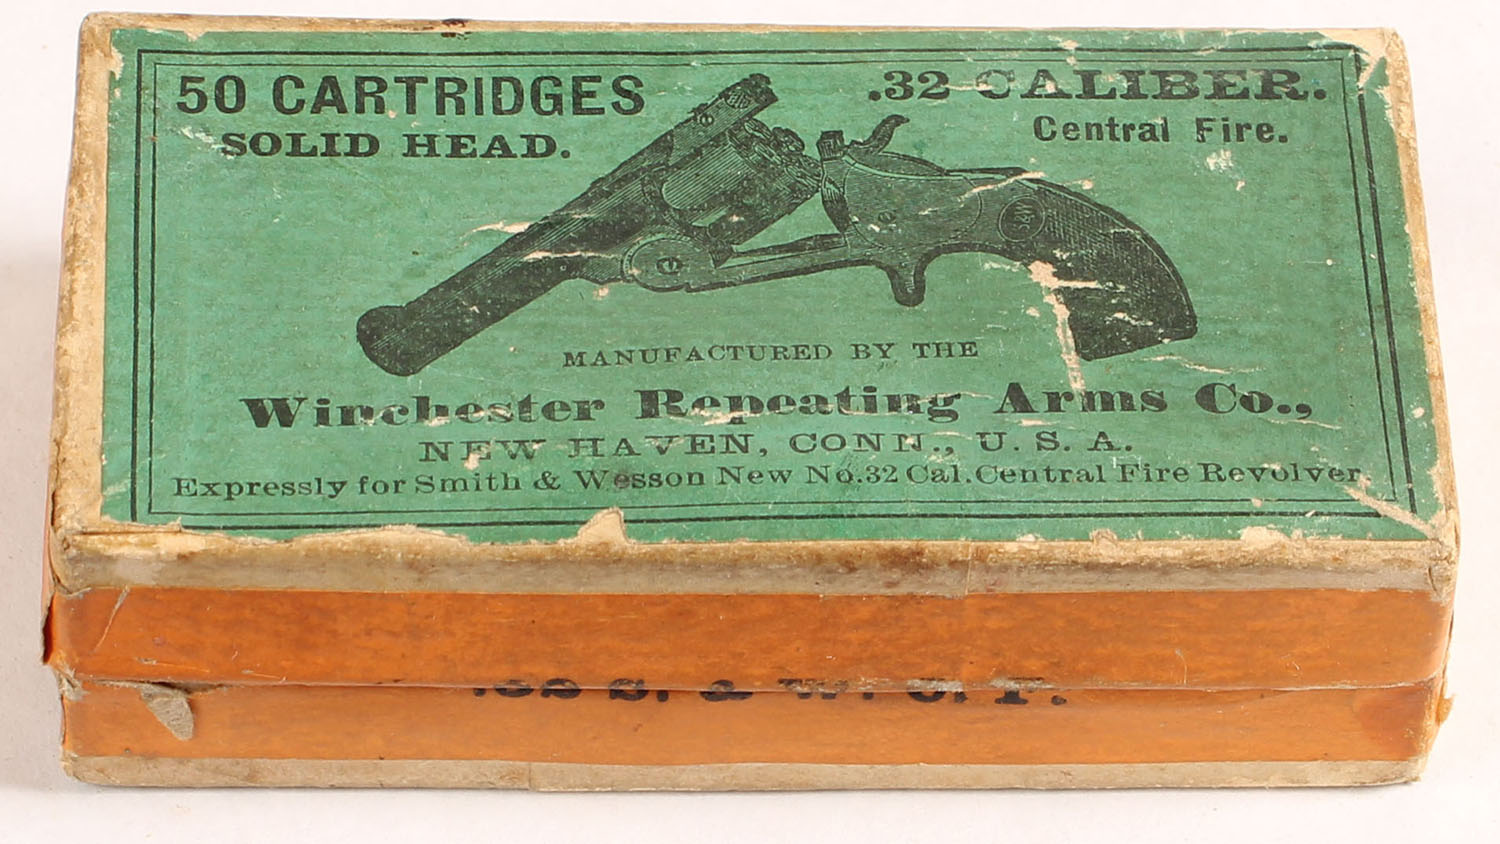 50 CARTRIDGES
SOLID HEAD.
.32 CALIBER.
Central Fire.
S&W
MANUFACTURED BY THE
Winchester Repeating Arms Co.,
NEW HAVEN, CONN., U. S. A.
Expressly for Smith & Wesson New No. 32 Cal. Central Fire Revolver.
.32 S. & W. C. F.